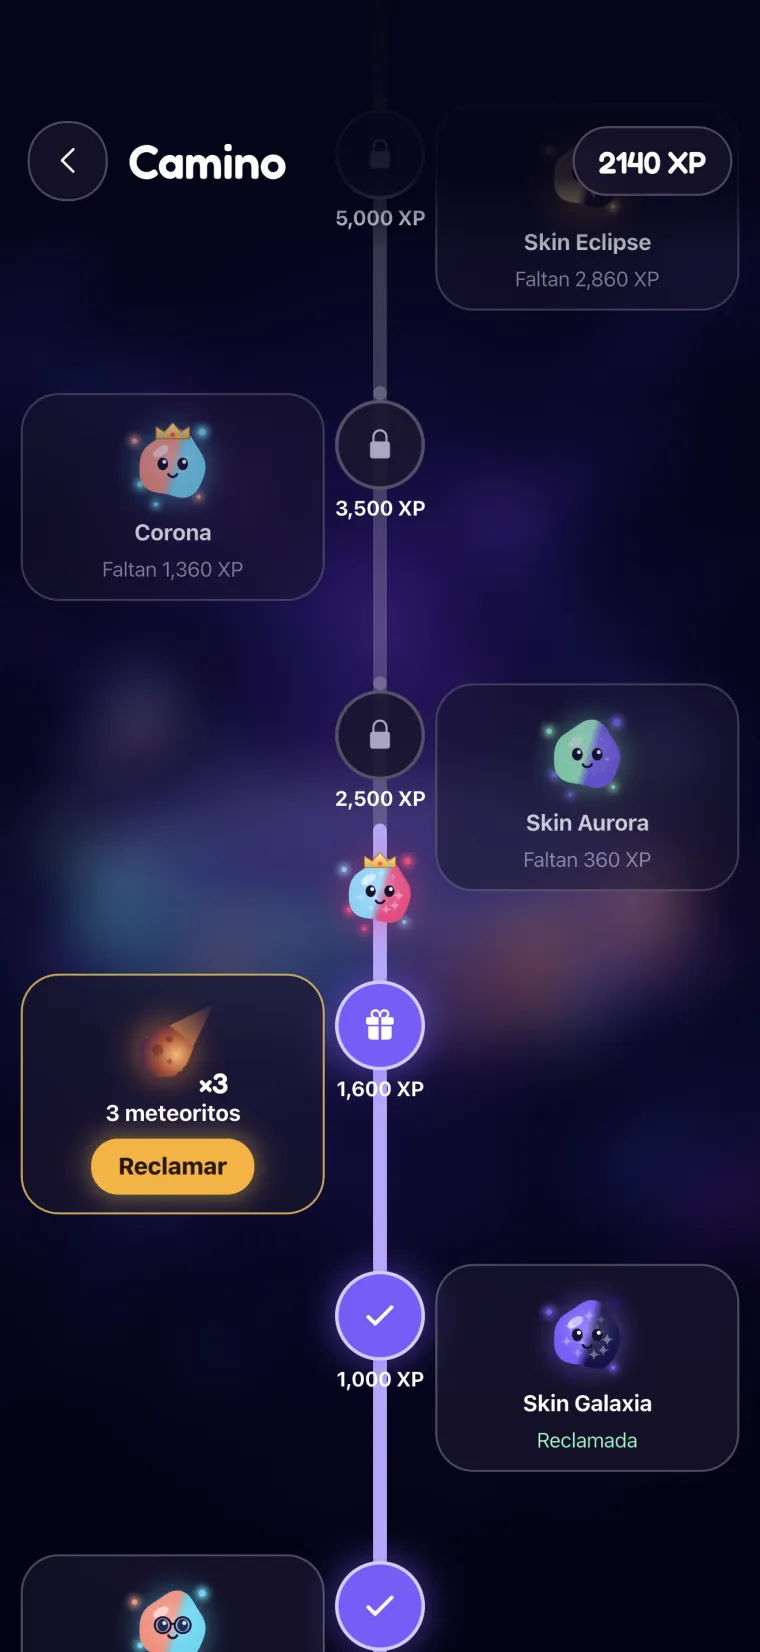 Camino
2140 XP
5,000 XP
Skin Eclipse
Faltan 2,860 XP
Corona
Faltan 1,360 XP
3,500 XP
2,500 XP
Skin Aurora
Faltan 360 XP
×3
3 meteoritos
Reclamar
1,600 XP
1,000 XP
Skin Galaxia
Reclamada